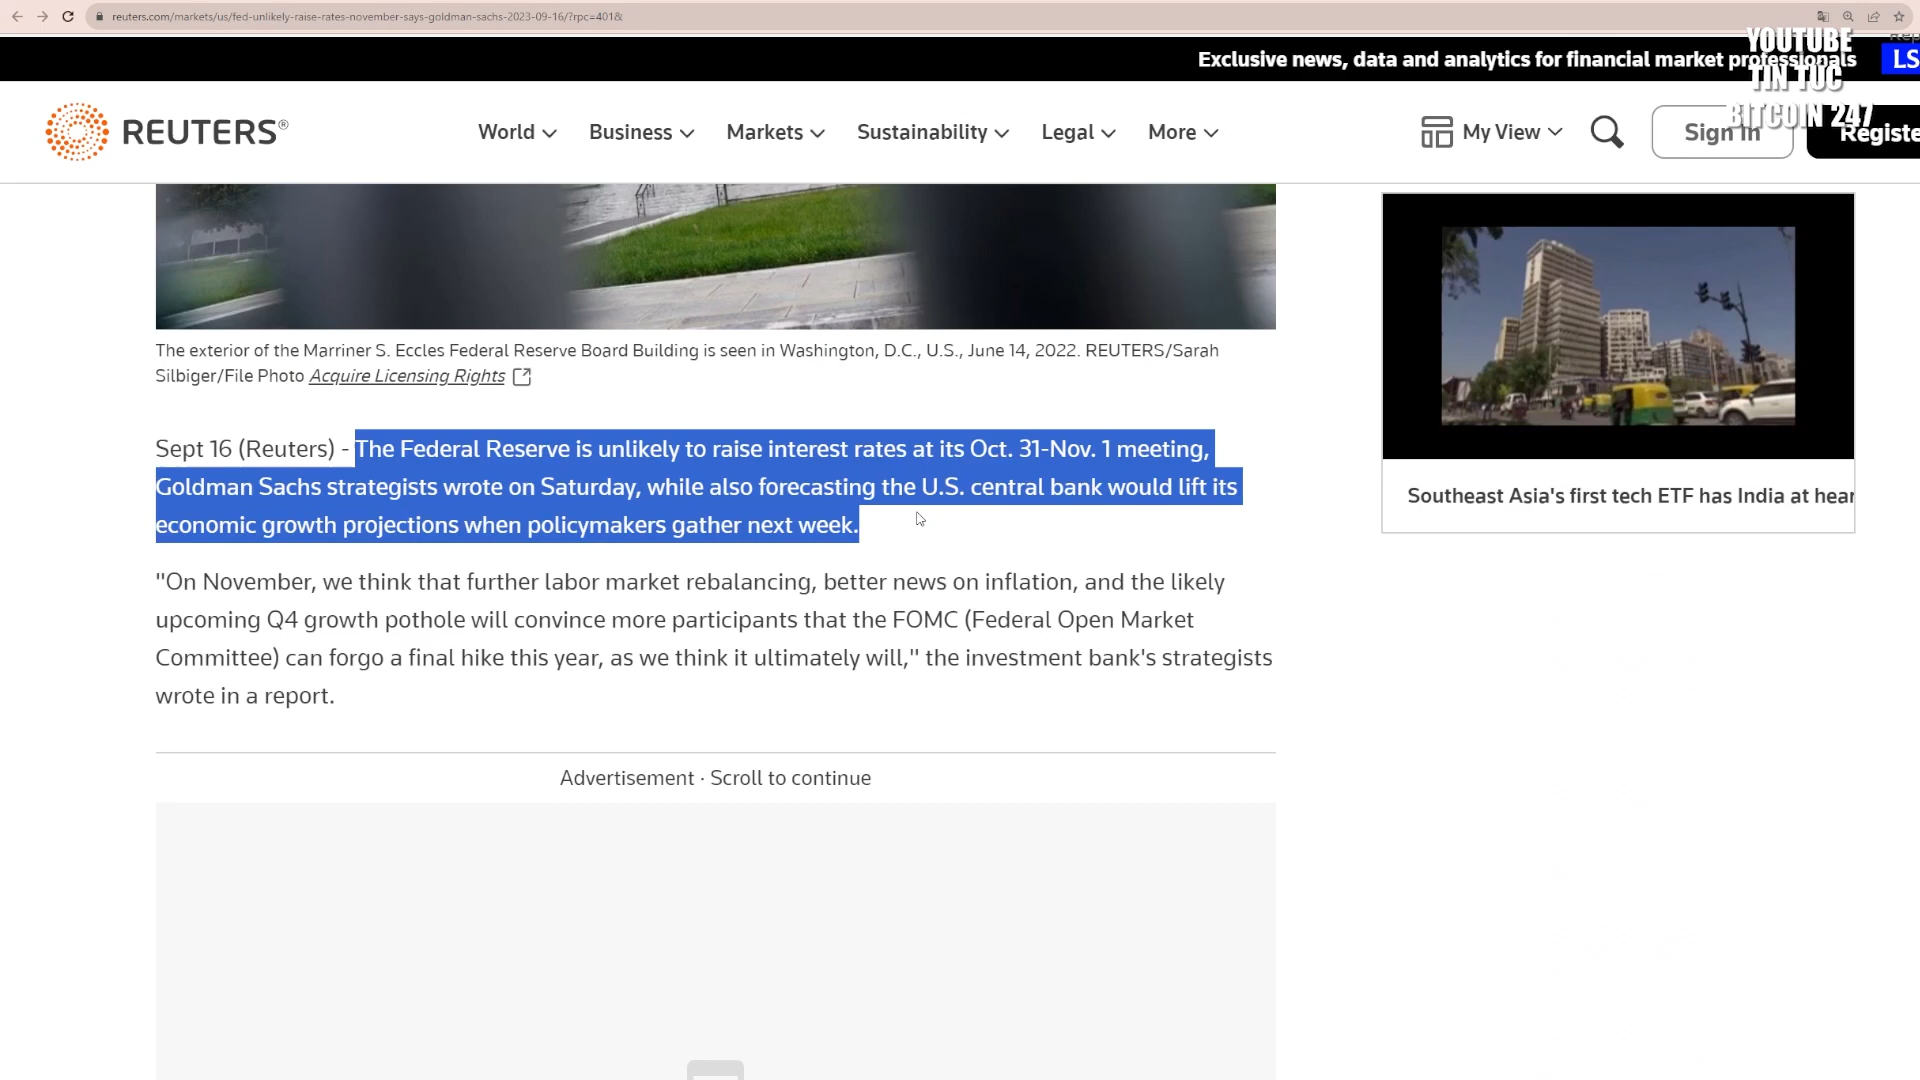 reuters.com/markets/us/fed-unlikely-raise-rates-november-says-goldman-sachs-2023-09-16/?rpc=401&
YOUTUBE
TIN TUC
BITCOIN 247
Exclusive news, data and analytics for financial market professionals
LS
REUTERS®
World
Business
Markets
Sustainability
Legal
More
My View
Sign In
Registe
The exterior of the Marriner S. Eccles Federal Reserve Board Building is seen in Washington, D.C., U.S., June 14, 2022. REUTERS/Sarah
Silbiger/File Photo Acquire Licensing Rights
Sept 16 (Reuters) - The Federal Reserve is unlikely to raise interest rates at its Oct. 31-Nov. 1 meeting,
Goldman Sachs strategists wrote on Saturday, while also forecasting the U.S. central bank would lift its
economic growth projections when policymakers gather next week.
"On November, we think that further labor market rebalancing, better news on inflation, and the likely
upcoming Q4 growth pothole will convince more participants that the FOMC (Federal Open Market
Committee) can forgo a final hike this year, as we think it ultimately will," the investment bank's strategists
wrote in a report.
Advertisement · Scroll to continue
Southeast Asia's first tech ETF has India at hear